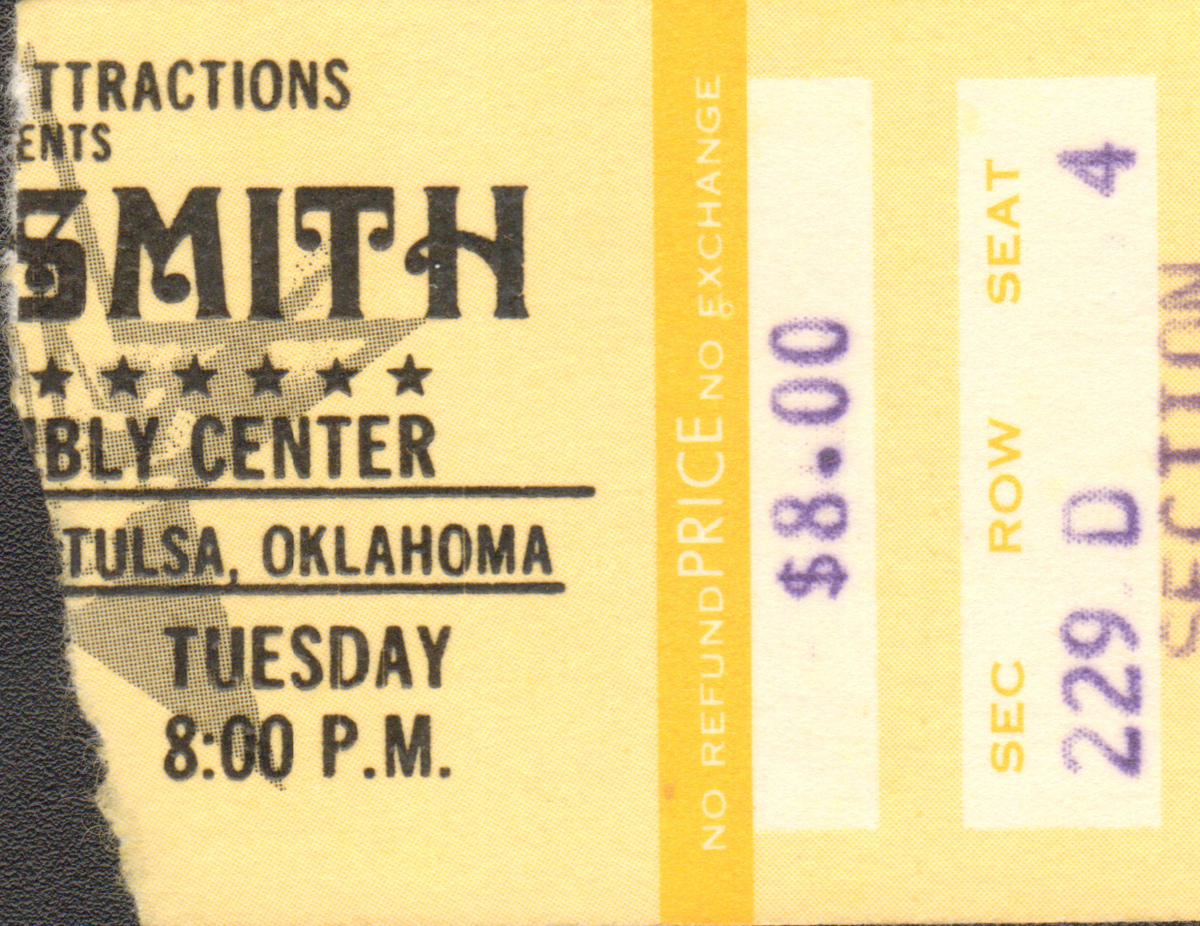 TTRACTIONS
ENTS
SMITH
BLY CENTER
TULSA, OKLAHOMA
TUESDAY
8:00 P.M.
NO REFUND PRICE NO EXCHANGE
$8.00
SEC ROW SEAT
229 D 4
SECTION